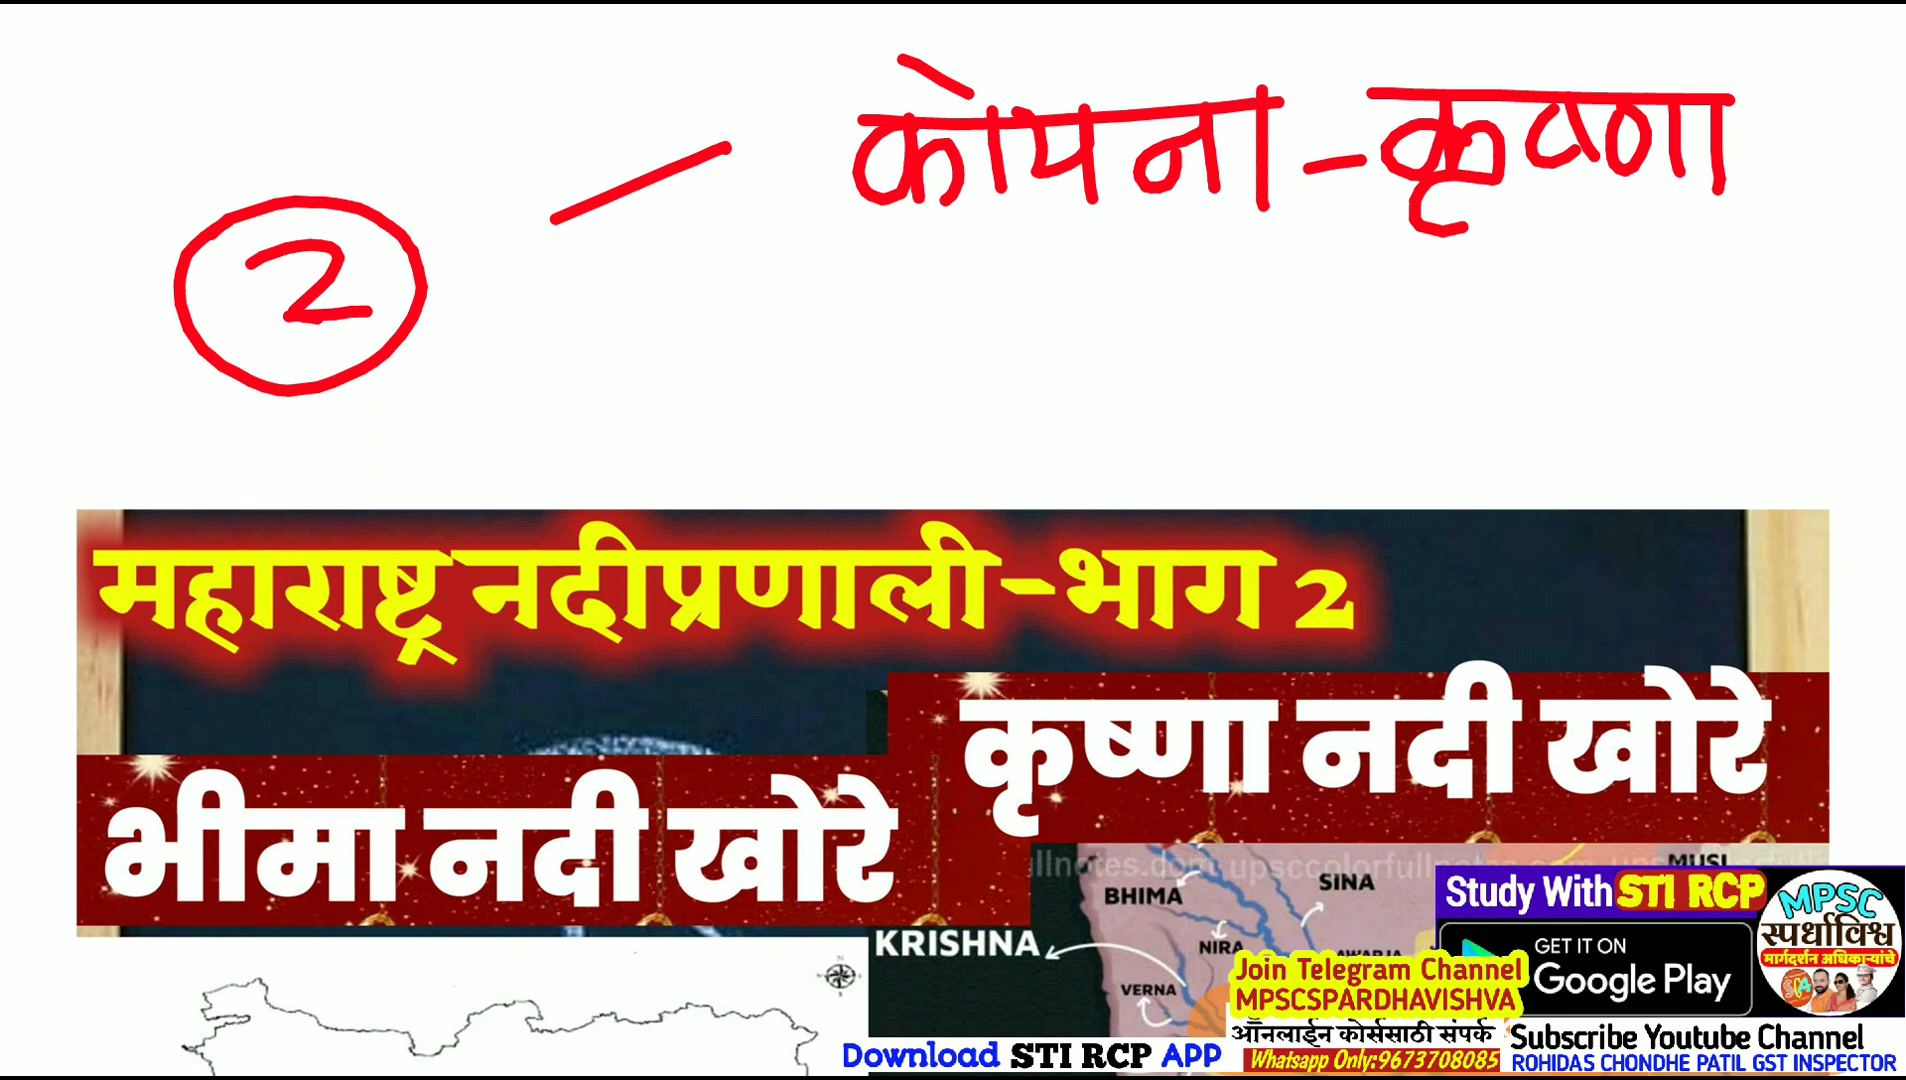 2 – कोयना – कृष्णा
महाराष्ट्र नदीप्रणाली-भाग 2
कृष्णा नदी खोरे
भीमा नदी खोरे
MUSI
BHIMA
SINA
KRISHNA
NIRA
VERNA
Study With STI RCP
GET IT ON
Google Play
MPSC
स्पर्धाविश्व
मार्गदर्शन अधिकाऱ्यांचे
Join Telegram Channel
MPSCSPARDHAVISHVA
ऑनलाईन कोर्ससाठी संपर्क
Whatsapp Only:9673708085
Download STI RCP APP
Subscribe Youtube Channel
ROHIDAS CHONDHE PATIL GST INSPECTOR